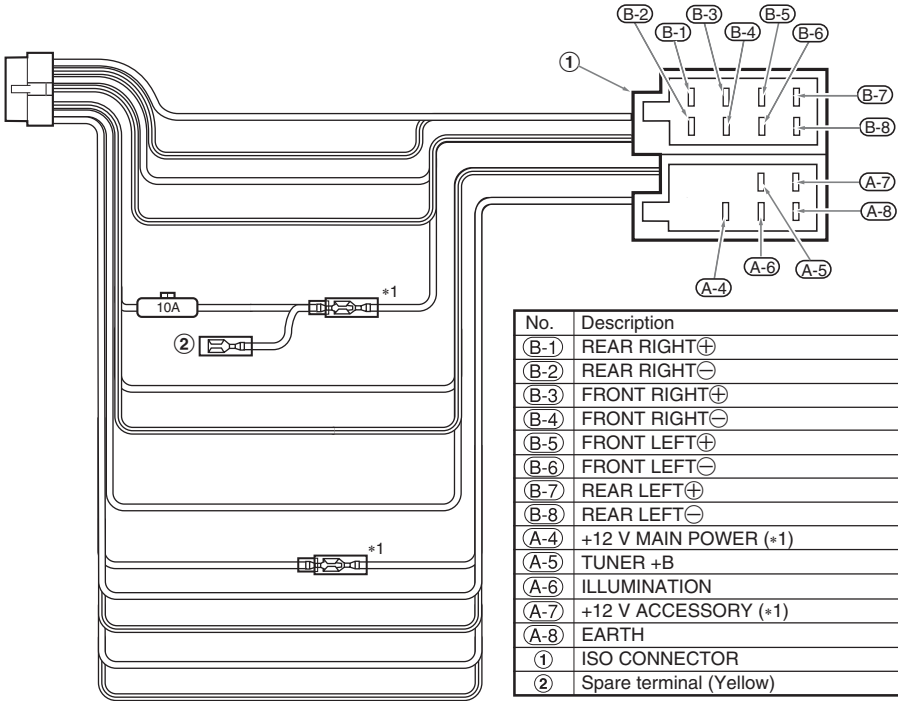 B-2 B-3 B-5
B-1 B-4 B-6
1
B-7
B-8
A-7
A-8
A-6 A-5
A-4
10A
*1
2
*1
No. Description
B-1 REAR RIGHT⊕
B-2 REAR RIGHT⊖
B-3 FRONT RIGHT⊕
B-4 FRONT RIGHT⊖
B-5 FRONT LEFT⊕
B-6 FRONT LEFT⊖
B-7 REAR LEFT⊕
B-8 REAR LEFT⊖
A-4 +12 V MAIN POWER (*1)
A-5 TUNER +B
A-6 ILLUMINATION
A-7 +12 V ACCESSORY (*1)
A-8 EARTH
1 ISO CONNECTOR
2 Spare terminal (Yellow)